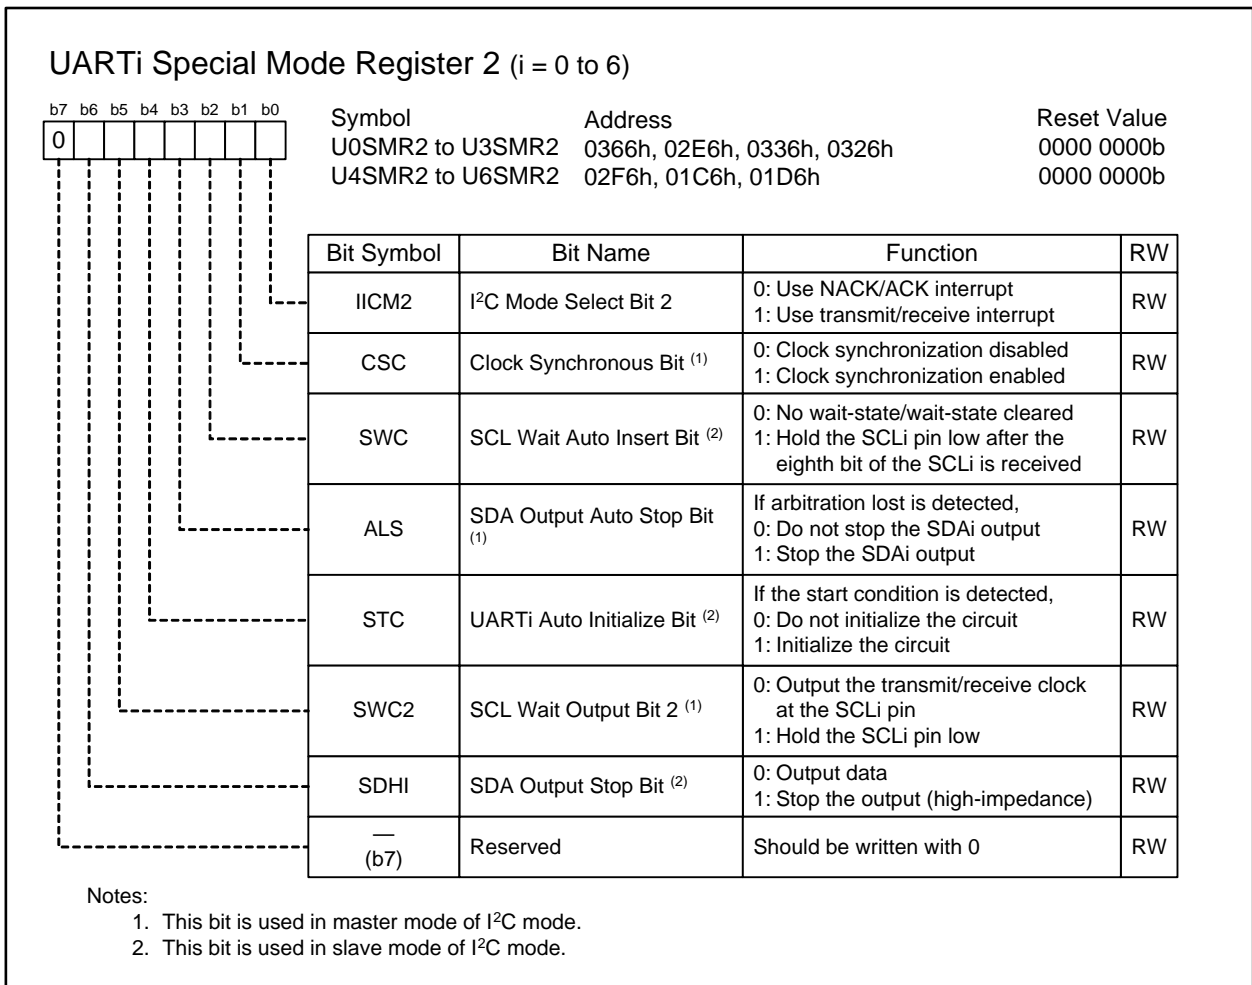 UARTi Special Mode Register 2 (i = 0 to 6)
b7 b6 b5 b4 b3 b2 b1 b0
0
Symbol Address Reset Value
U0SMR2 to U3SMR2 0366h, 02E6h, 0336h, 0326h 0000 0000b
U4SMR2 to U6SMR2 02F6h, 01C6h, 01D6h 0000 0000b
Bit Symbol Bit Name Function RW
IICM2 I²C Mode Select Bit 2 0: Use NACK/ACK interrupt RW
1: Use transmit/receive interrupt
CSC Clock Synchronous Bit (1) 0: Clock synchronization disabled RW
1: Clock synchronization enabled
SWC SCL Wait Auto Insert Bit (2) 0: No wait-state/wait-state cleared RW
1: Hold the SCLi pin low after the
eighth bit of the SCLi is received
ALS SDA Output Auto Stop Bit (1) If arbitration lost is detected, RW
0: Do not stop the SDAi output
1: Stop the SDAi output
STC UARTi Auto Initialize Bit (2) If the start condition is detected, RW
0: Do not initialize the circuit
1: Initialize the circuit
SWC2 SCL Wait Output Bit 2 (1) 0: Output the transmit/receive clock RW
at the SCLi pin
1: Hold the SCLi pin low
SDHI SDA Output Stop Bit (2) 0: Output data RW
1: Stop the output (high-impedance)
— (b7) Reserved Should be written with 0 RW
Notes:
1. This bit is used in master mode of I²C mode.
2. This bit is used in slave mode of I²C mode.